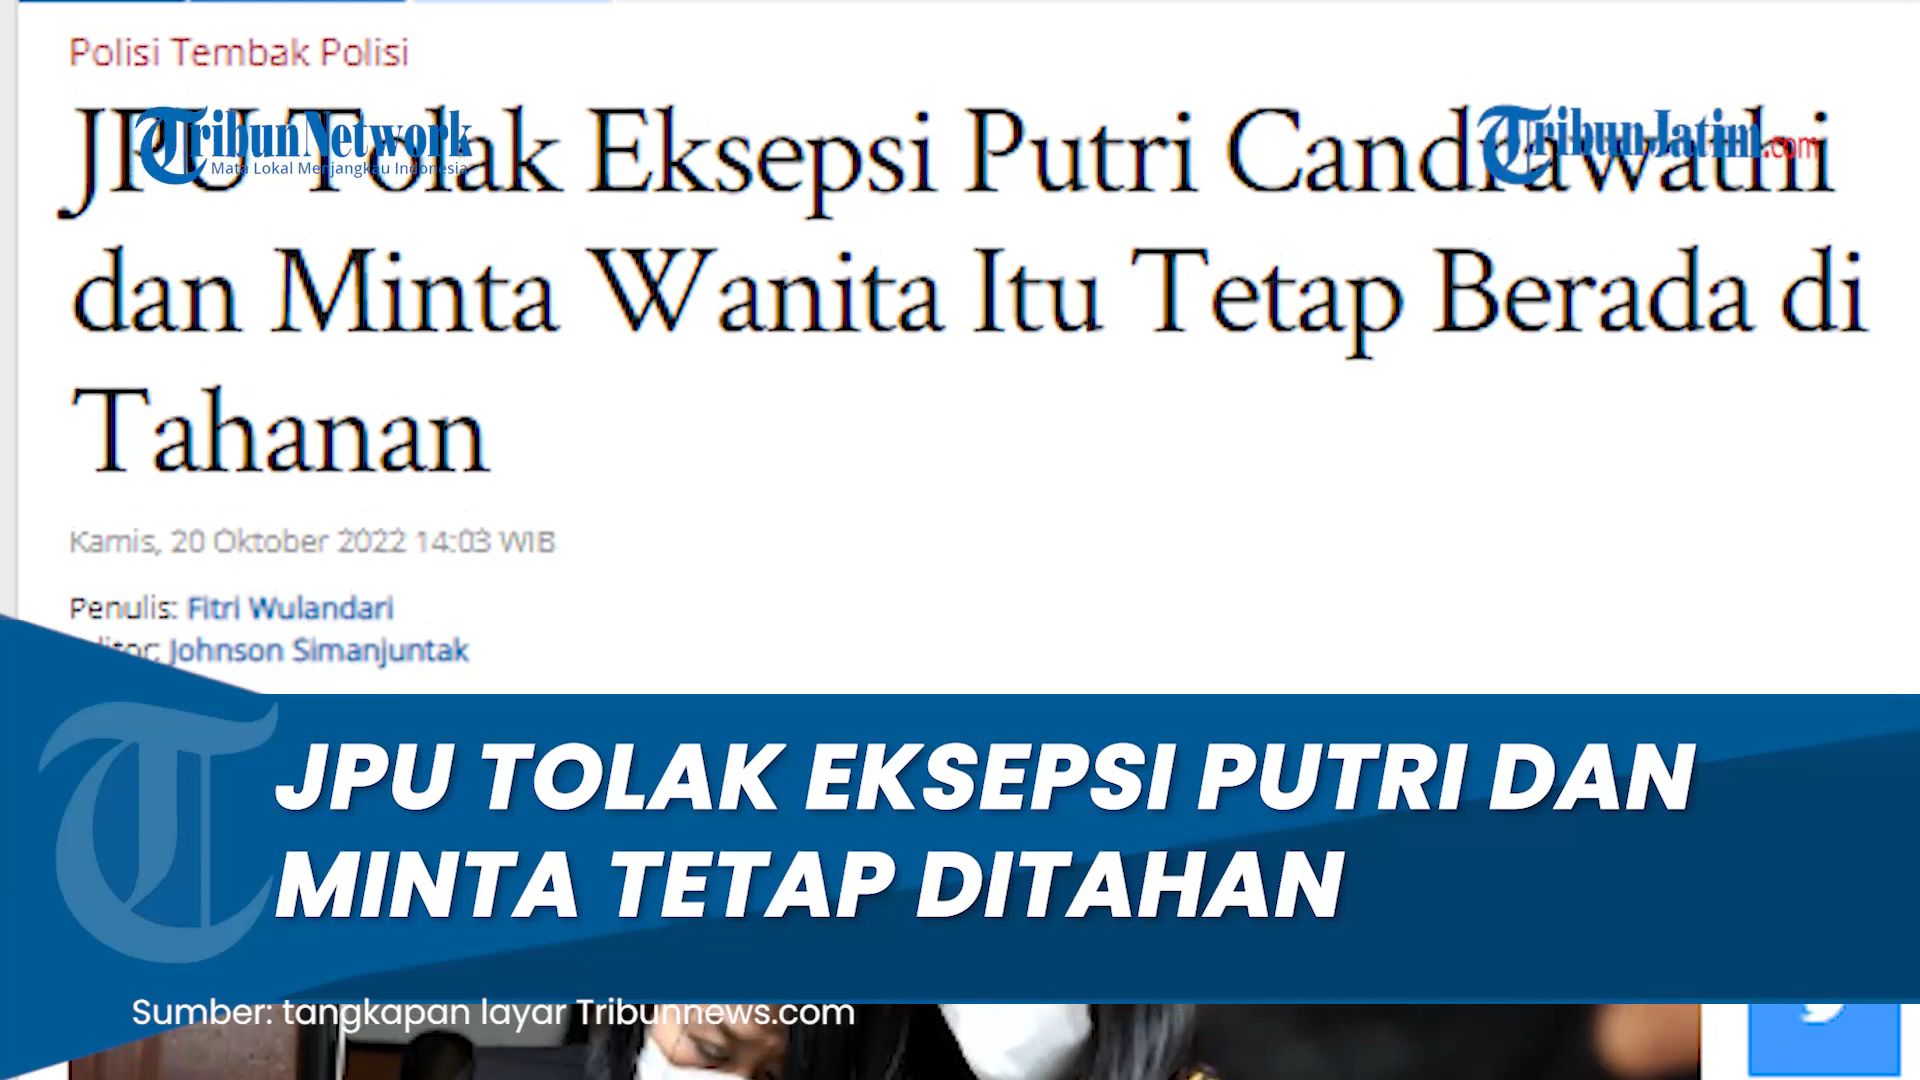 Polisi Tembak Polisi
TribunNetwork
Mata Lokal Menjangkau Indonesia
TribunJatim.com
JPU Tolak Eksepsi Putri Candrawathi
dan Minta Wanita Itu Tetap Berada di
Tahanan
Kamis, 20 Oktober 2022 14:03 WIB
Penulis: Fitri Wulandari
Editor: Johnson Simanjuntak
JPU TOLAK EKSEPSI PUTRI DAN
MINTA TETAP DITAHAN
Sumber: tangkapan layar Tribunnews.com